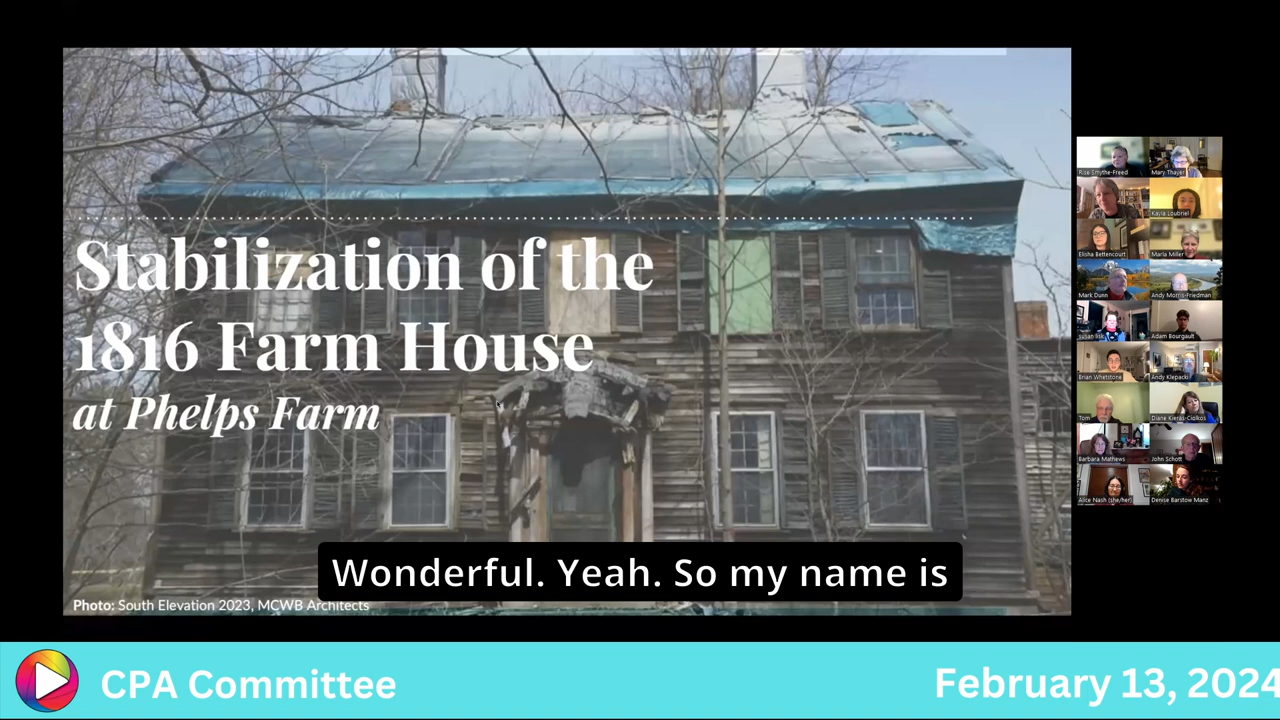 Stabilization of the
1816 Farm House
at Phelps Farm
Photo: South Elevation 2023, MCWB Architects
Rise Smythe-Freed
Mary Thayer
Kayla Loubriel
Elisha Bettencourt
Marla Miller
Mark Dunn
Andy Morris-Friedman
Adam Bourgault
Brian Whetstone
Andy Klepacki
Tom
Diane Kieras-Ciolkos
Barbara Mathews
John Schott
Alice Nash (she/her)
Denise Barstow Manz
Wonderful. Yeah. So my name is
CPA Committee
February 13, 2024